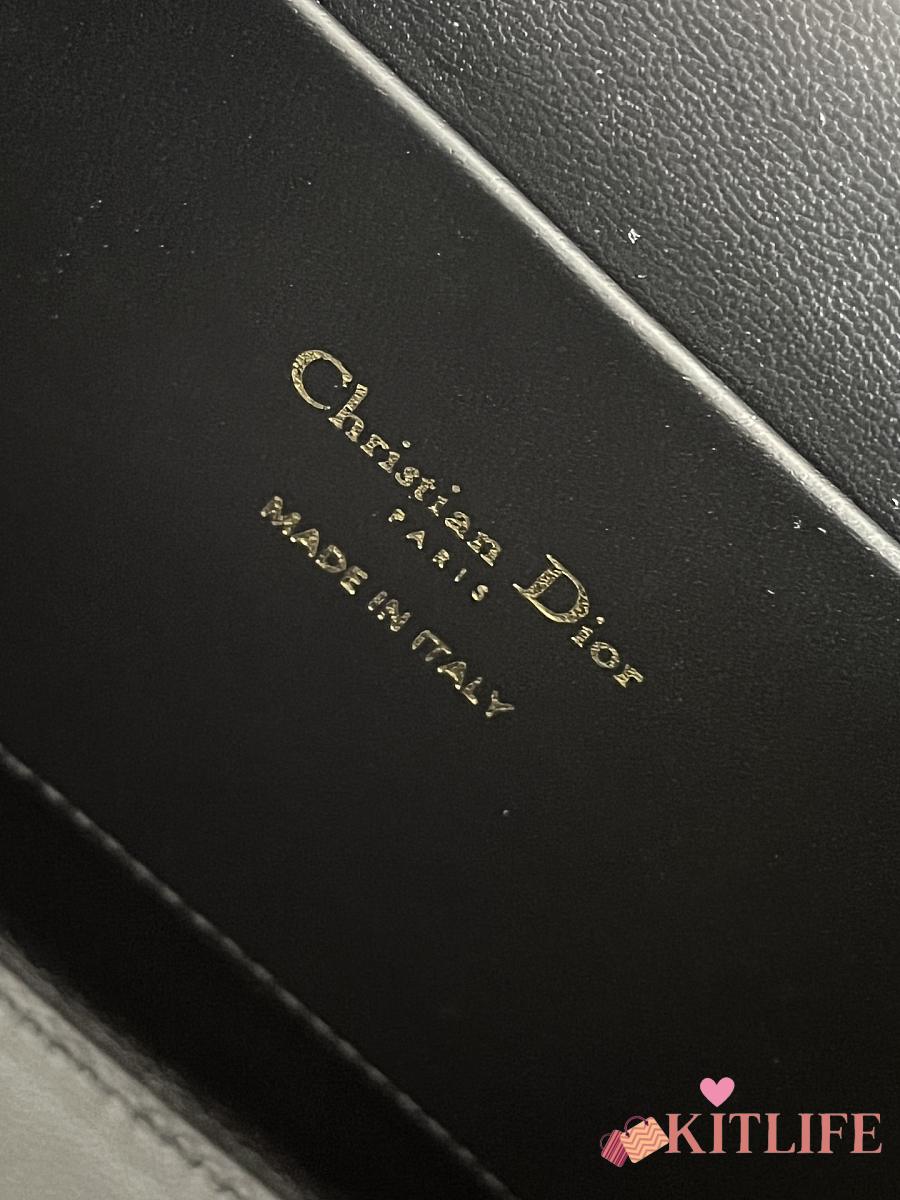 Christian Dior
PARIS
MADE IN ITALY
KITLIFE